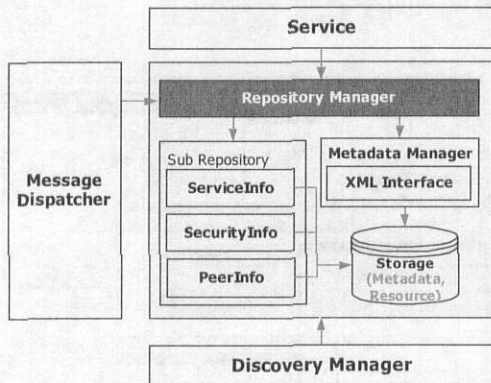 Service
Repository Manager
Message
Dispatcher
Sub Repository
ServiceInfo
SecurityInfo
PeerInfo
Metadata Manager
XML Interface
Storage
(Metadata,
Resource)
Discovery Manager